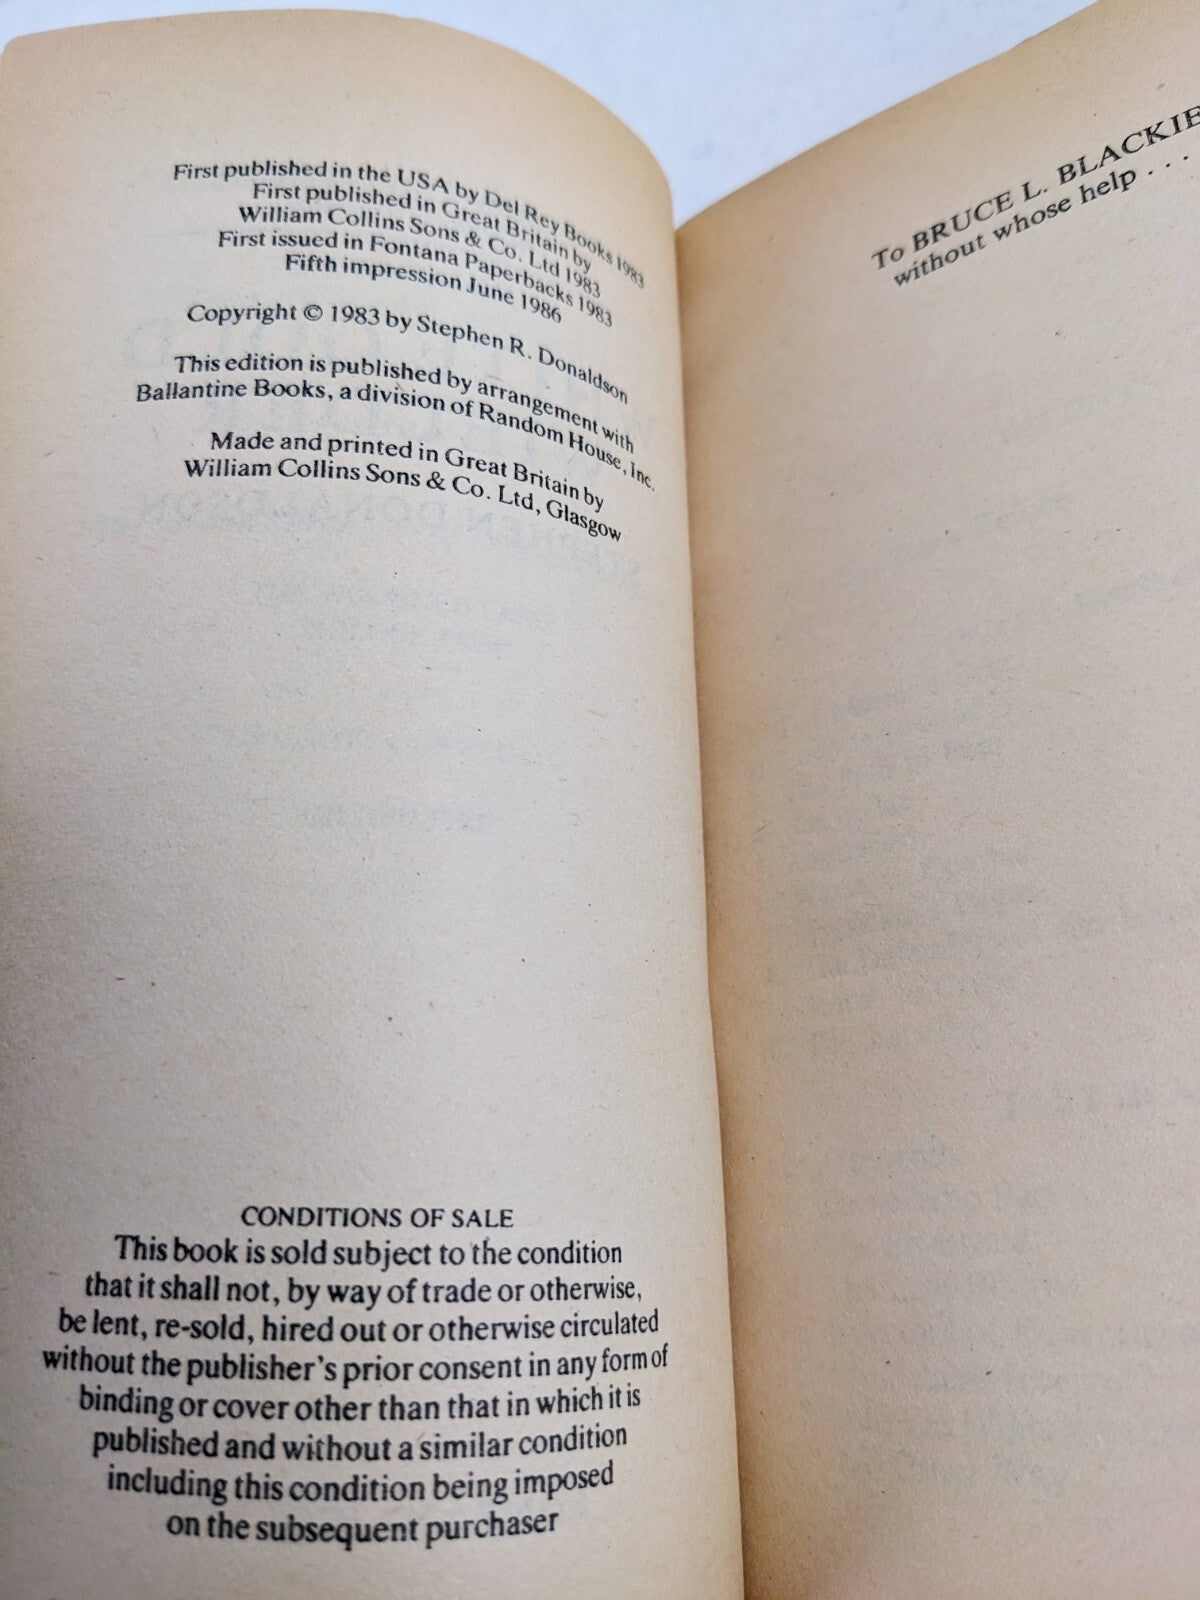 First published in the USA by Del Rey Books 1983
First published in Great Britain by
William Collins Sons & Co. Ltd 1983
First issued in Fontana Paperbacks 1983
Fifth impression June 1986
Copyright © 1983 by Stephen R. Donaldson
This edition is published by arrangement with
Ballantine Books, a division of Random House, Inc.
Made and printed in Great Britain by
William Collins Sons & Co. Ltd, Glasgow
CONDITIONS OF SALE
This book is sold subject to the condition
that it shall not, by way of trade or otherwise,
be lent, re-sold, hired out or otherwise circulated
without the publisher's prior consent in any form of
binding or cover other than that in which it is
published and without a similar condition
including this condition being imposed
on the subsequent purchaser
To BRUCE L. BLACKIE
without whose help . . .